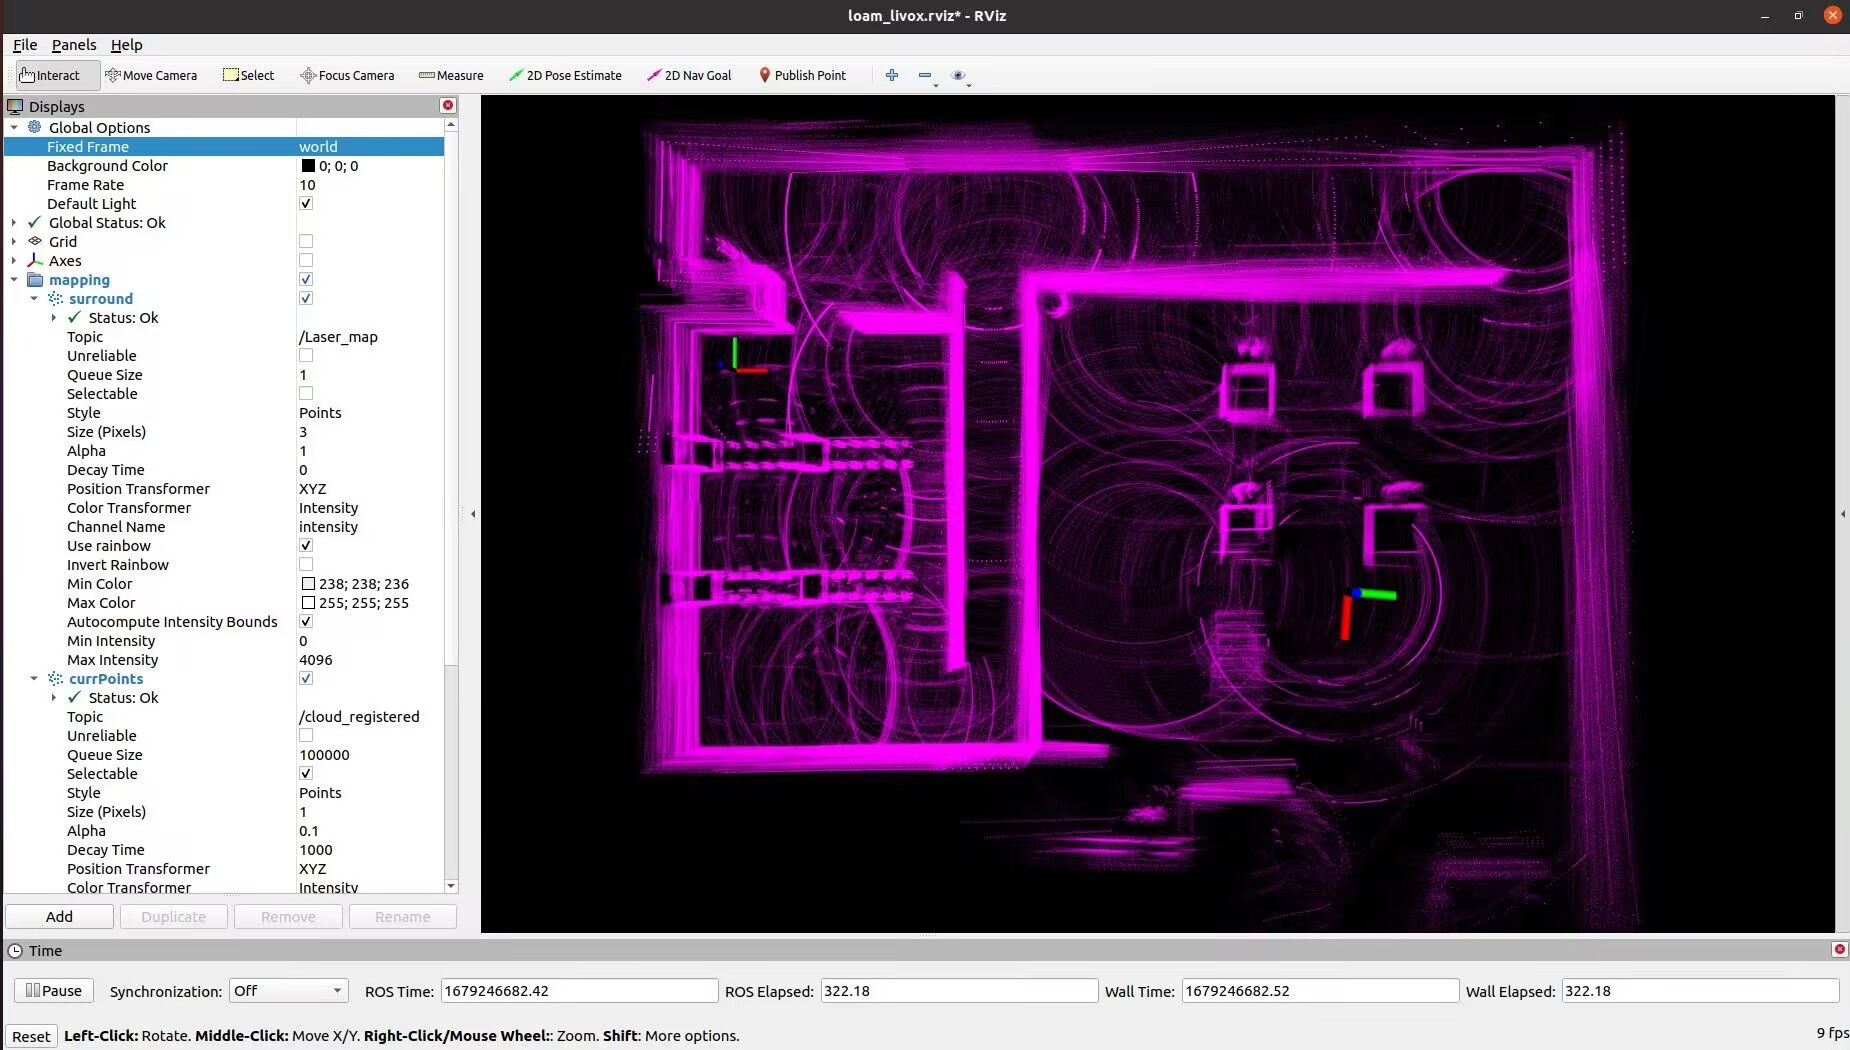 loam_livox.rviz* - RViz
File Panels Help
Interact Move Camera Select Focus Camera Measure 2D Pose Estimate 2D Nav Goal Publish Point
Displays
Global Options
Fixed Frame world
Background Color 0; 0; 0
Frame Rate 10
Default Light
Global Status: Ok
Grid
Axes
mapping
surround
Status: Ok
Topic /Laser_map
Unreliable
Queue Size 1
Selectable
Style Points
Size (Pixels) 3
Alpha 1
Decay Time 0
Position Transformer XYZ
Color Transformer Intensity
Channel Name intensity
Use rainbow
Invert Rainbow
Min Color 238; 238; 236
Max Color 255; 255; 255
Autocompute Intensity Bounds
Min Intensity 0
Max Intensity 4096
currPoints
Status: Ok
Topic /cloud_registered
Unreliable
Queue Size 100000
Selectable
Style Points
Size (Pixels) 1
Alpha 0.1
Decay Time 1000
Position Transformer XYZ
Color Transformer Intensity
Add Duplicate Remove Rename
Time
Pause Synchronization: Off ROS Time: 1679246682.42 ROS Elapsed: 322.18 Wall Time: 1679246682.52 Wall Elapsed: 322.18
Reset Left-Click: Rotate. Middle-Click: Move X/Y. Right-Click/Mouse Wheel:: Zoom. Shift: More options. 9 fps